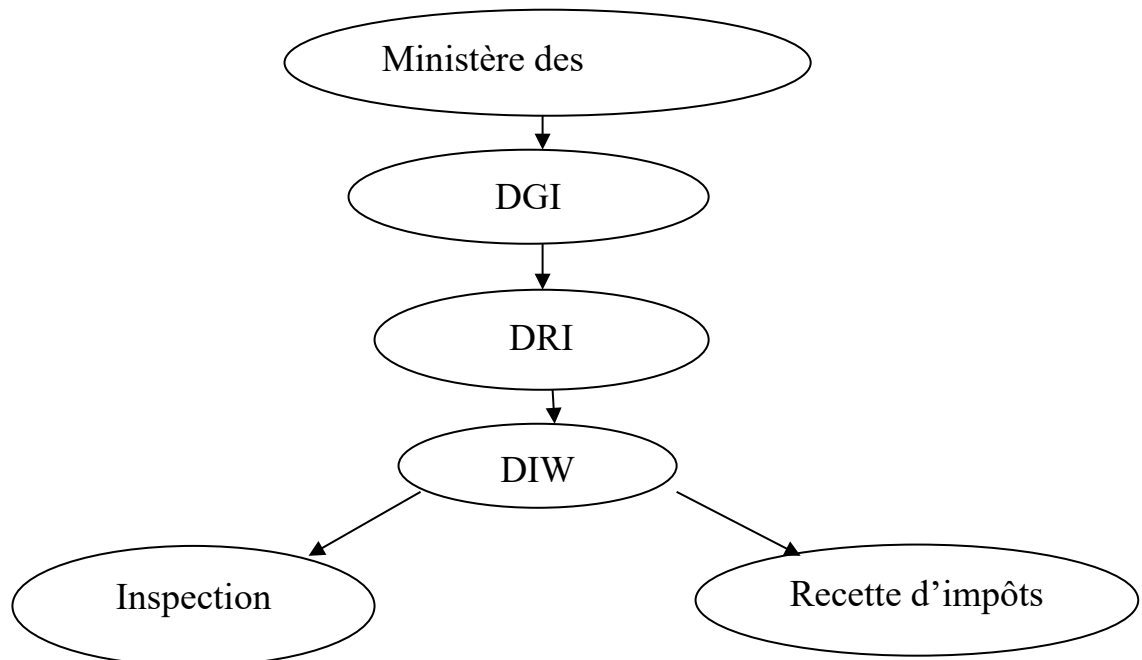 Ministère des
DGI
DRI
DIW
Inspection
Recette d’impôts